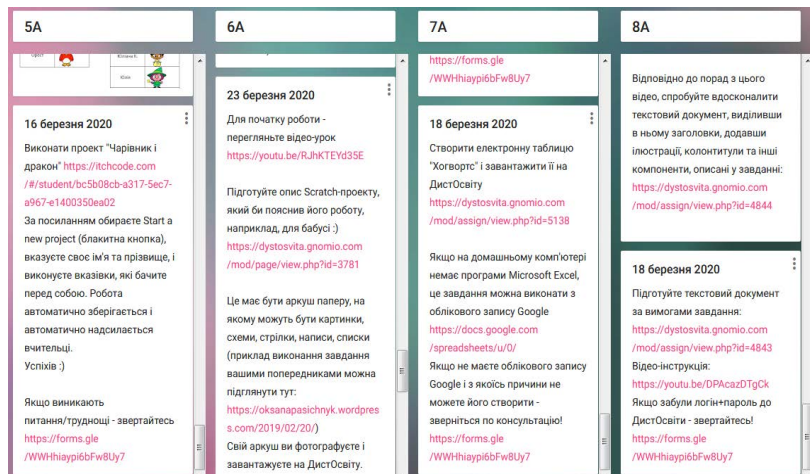 5А
Юлія
16 березня 2020
Виконати проект "Чарівник і
дракон" https://itchcode.com
/#/student/bc5b08cb-a317-5ec7-
a967-e1400350ea02
За посиланням обираєте Start a
new project (блакитна кнопка),
вказуєте своє ім'я та прізвище, і
виконуєте вказівки, які бачите
перед собою. Робота
автоматично зберігається і
автоматично надсилається
вчительці.
Успіхів :)
Якщо виникають
питання/труднощі - звертайтесь
https://forms.gle
/WWHhiaypi6bFw8Uy7
6А
23 березня 2020
Для початку роботи -
перегляньте відео-урок
https://youtu.be/RJhKTEYd35E
Підготуйте опис Scratch-проекту,
який би пояснив його роботу,
наприклад, для бабусі :)
https://dystosvita.gnomio.com
/mod/page/view.php?id=3781
Це має бути аркуш паперу, на
якому можуть бути картинки,
схеми, стрілки, написи, списки
(приклад виконання завдання
вашими попередниками можна
підглянути тут:
https://oksanapasichnyk.wordpres
s.com/2019/02/20/)
Свій аркуш ви фотографуєте і
завантажуєте на ДистОсвіту.
7А
https://forms.gle
/WWHhiaypi6bFw8Uy7
18 березня 2020
Створити електронну таблицю
"Хогвортс" і завантажити її на
ДистОсвіту
https://dystosvita.gnomio.com
/mod/assign/view.php?id=5138
Якщо на домашньому комп'ютері
немає програми Microsoft Excel,
це завдання можна виконати з
облікового запису Google
https://docs.google.com
/spreadsheets/u/0/
Якщо не маєте облікового запису
Google і з якоїсь причини не
можете його створити -
зверніться по консультацію!
https://forms.gle
/WWHhiaypi6bFw8Uy7
8А
Відповідно до порад з цього
відео, спробуйте вдосконалити
текстовий документ, виділивши
в ньому заголовки, додавши
ілюстрації, колонтитули та інші
компоненти, описані у завданні:
https://dystosvita.gnomio.com
/mod/assign/view.php?id=4844
18 березня 2020
Підготуйте текстовий документ
за вимогами завдання:
https://dystosvita.gnomio.com
/mod/assign/view.php?id=4843
Відео-інструкція:
https://youtu.be/DPAcazDTgCk
Якщо забули логін+пароль до
ДистОсвіти - звертайтесь!
https://forms.gle
/WWHhiaypi6bFw8Uy7